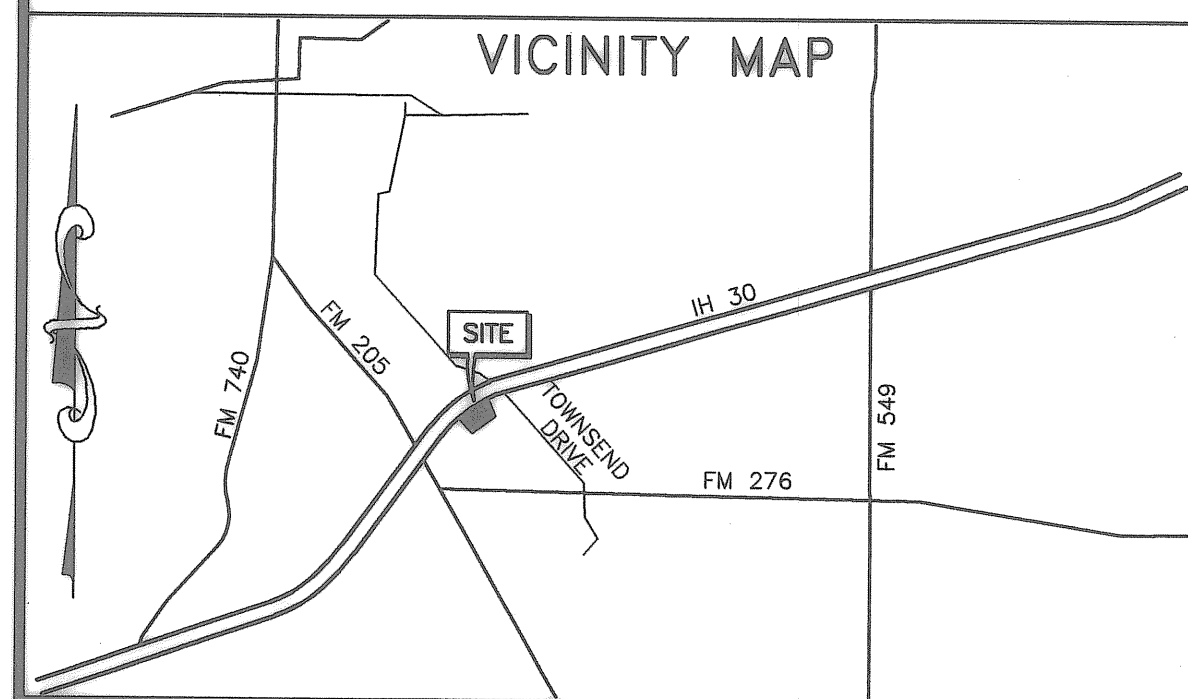 VICINITY MAP
IH 30
FM 205
SITE
FM 740
TOWNSEND
DRIVE
FM 549
FM 276